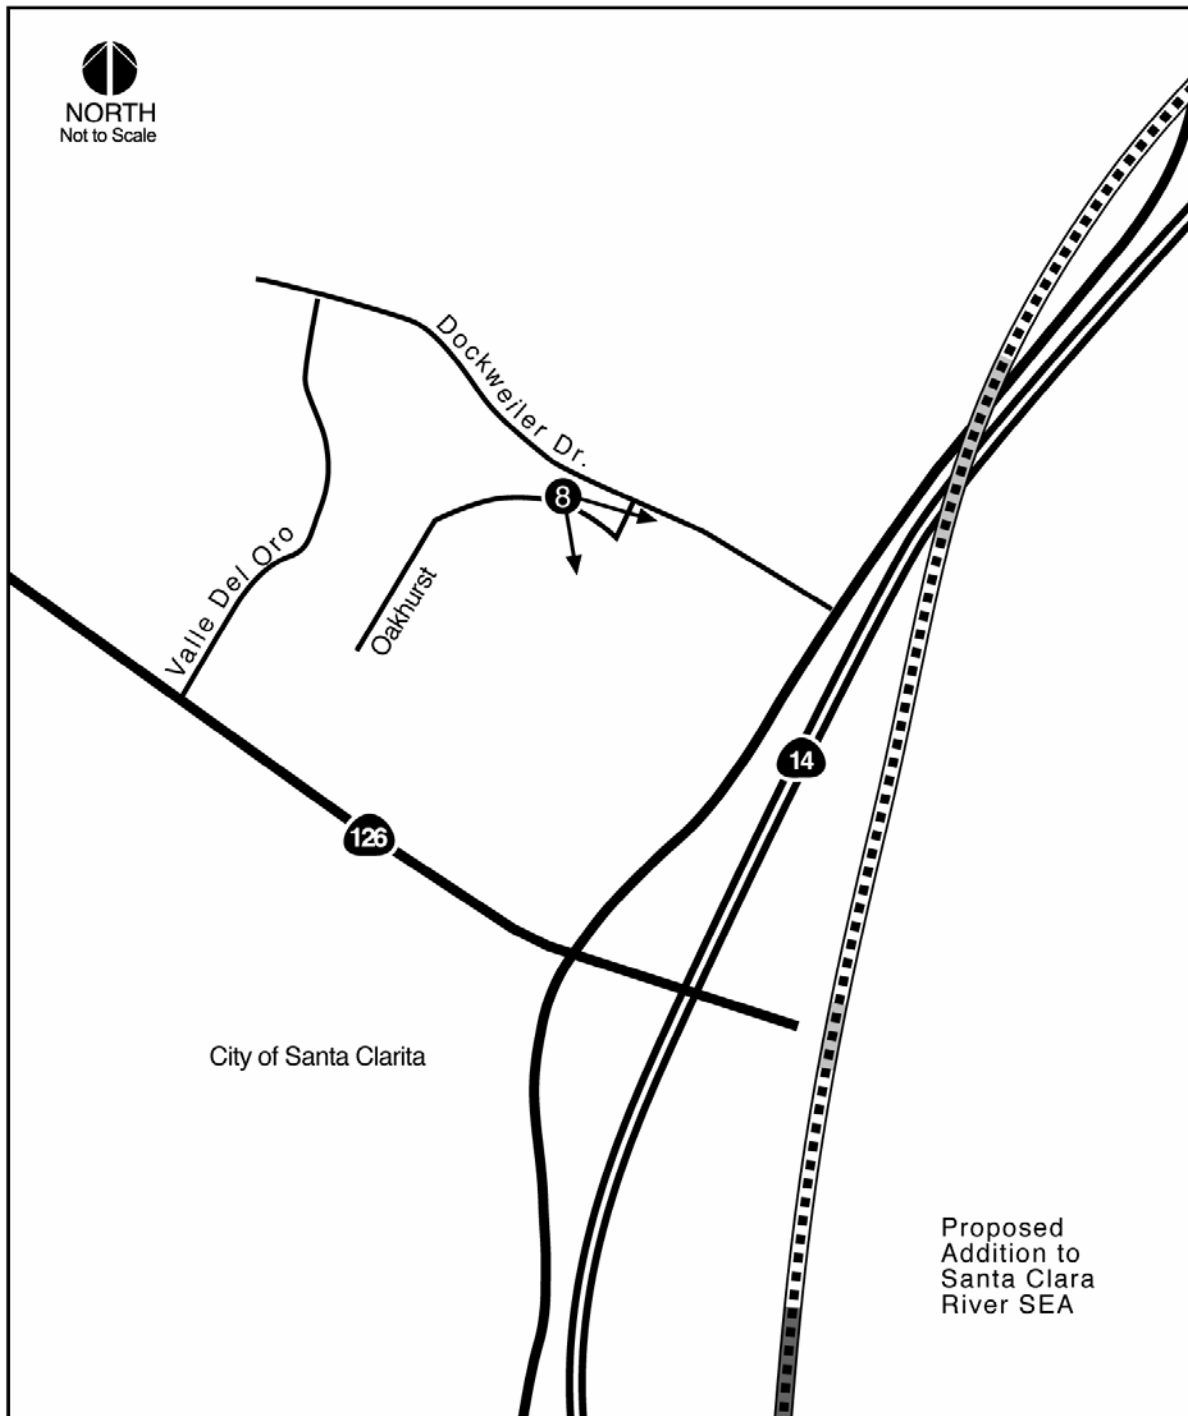 NORTH
Not to Scale
Dockweiler Dr.
8
Valle Del Oro
Oakhurst
14
126
City of Santa Clarita
Proposed
Addition to
Santa Clara
River SEA